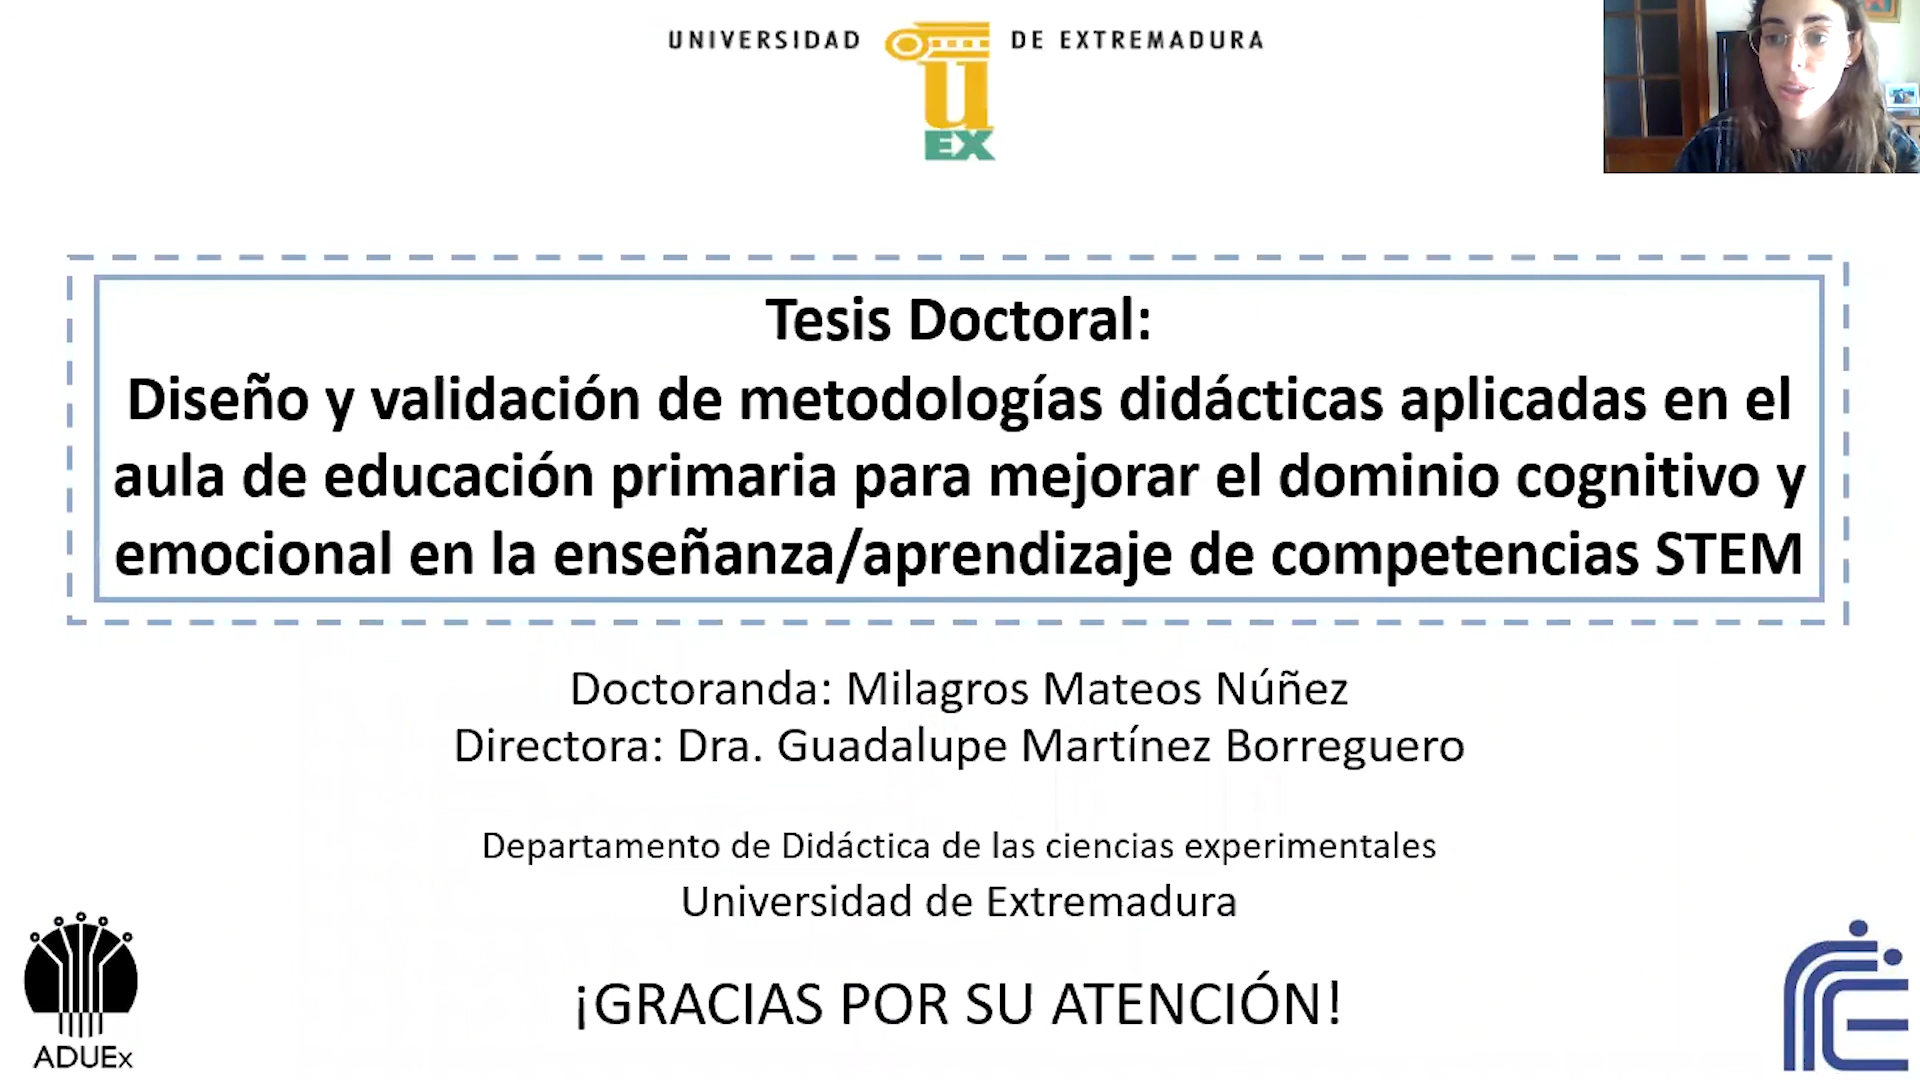 UNIVERSIDAD DE EXTREMADURA
u
EX
Tesis Doctoral:
Diseño y validación de metodologías didácticas aplicadas en el
aula de educación primaria para mejorar el dominio cognitivo y
emocional en la enseñanza/aprendizaje de competencias STEM
Doctoranda: Milagros Mateos Núñez
Directora: Dra. Guadalupe Martínez Borreguero
Departamento de Didáctica de las ciencias experimentales
Universidad de Extremadura
¡GRACIAS POR SU ATENCIÓN!
ADUEx